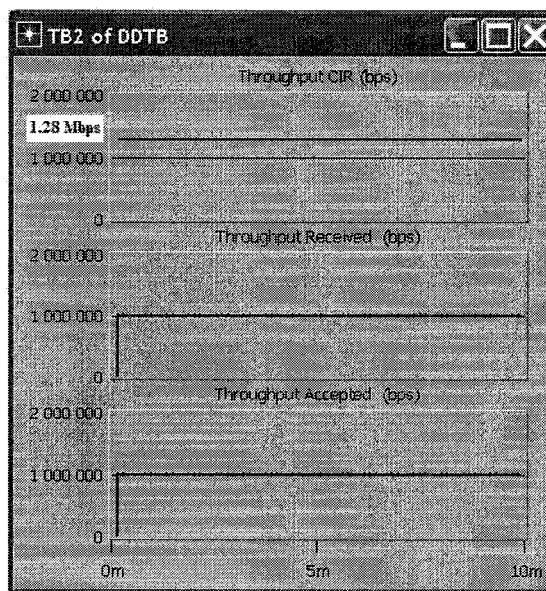 TB2 of DDTB
Throughput CIR (bps)
2 000 000
1.28 Mbps
1 000 000
0
Throughput Received (bps)
2 000 000
1 000 000
0
Throughput Accepted (bps)
2 000 000
1 000 000
0
0m 5m 10m